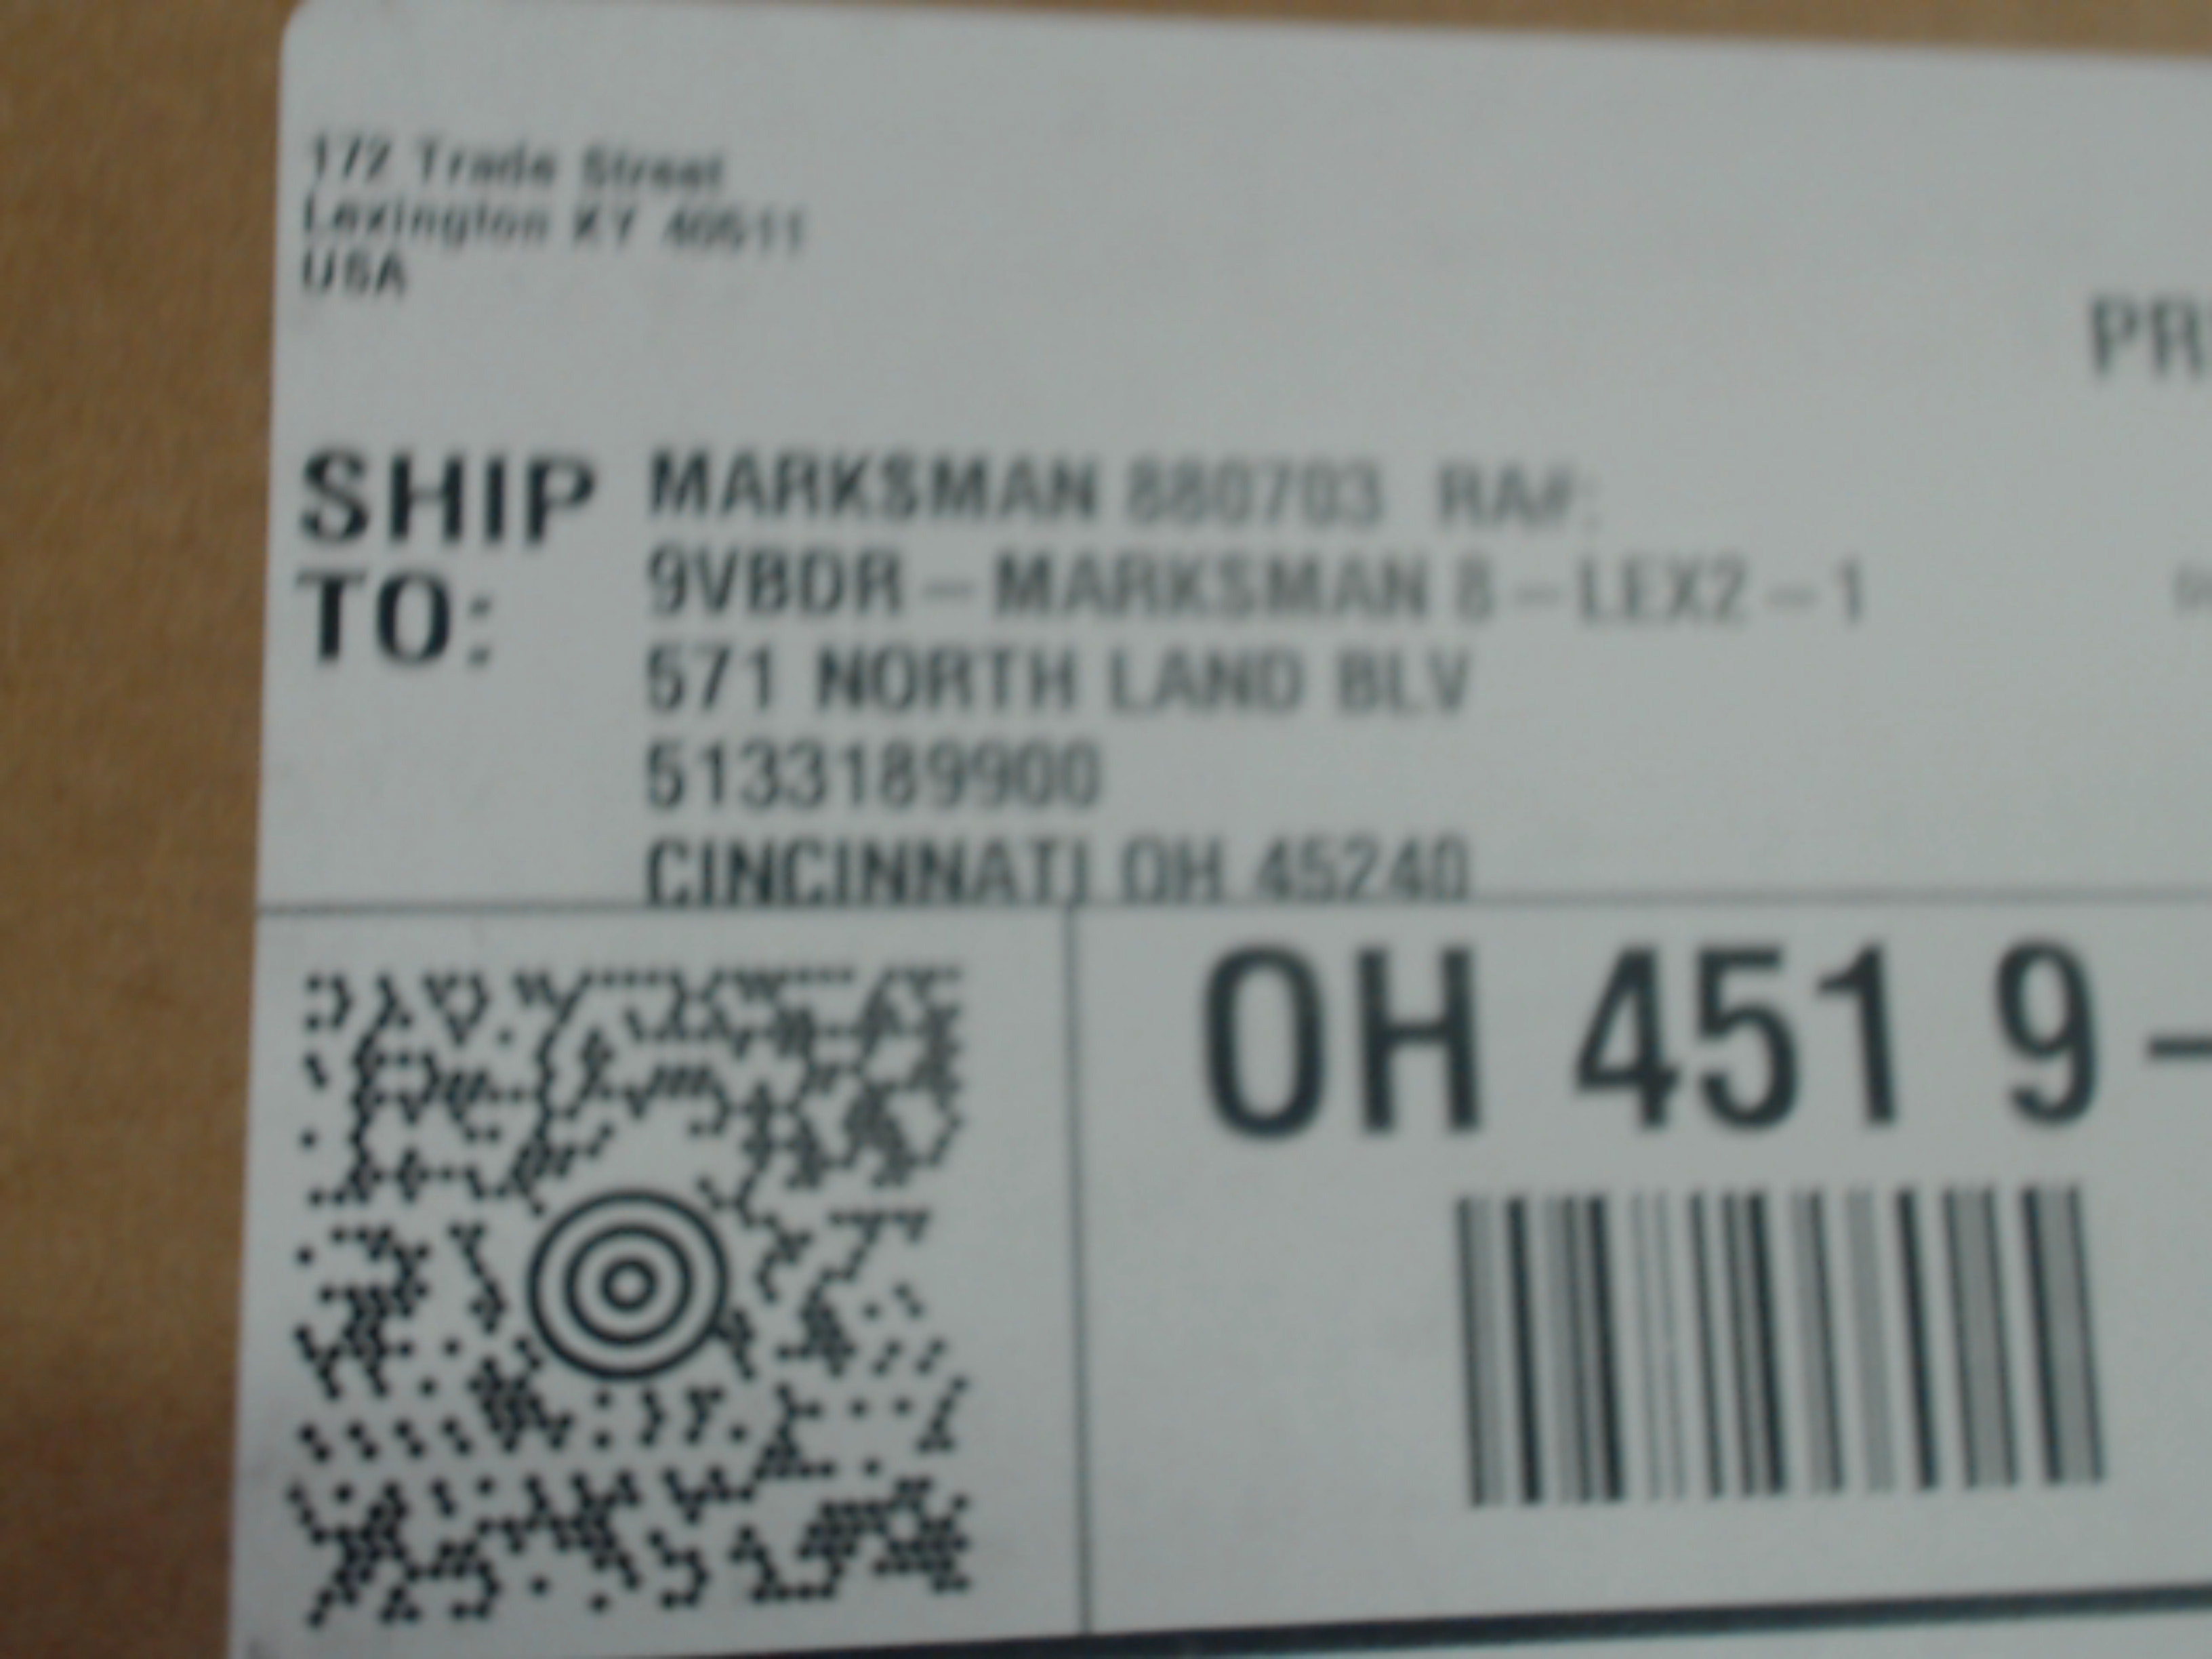 172 Trade Street
Lexington KY 40511
USA
SHIP TO:
MARKSMAN 880703 RA#:
9VBDR - MARKSMAN 8 - LEX2 - 1
571 NORTH LAND BLV
5133189900
CINCINNATI OH 45240
OH 451 9 -